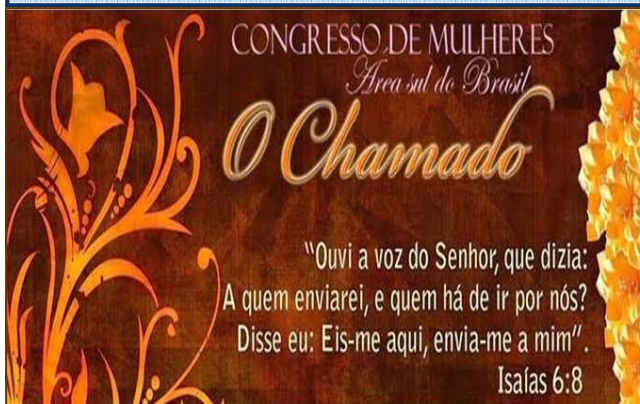 CONGRESSO DE MULHERES
Area sul do Brasil
O Chamado
"Ouvi a voz do Senhor, que dizia:
A quem enviarei, e quem há de ir por nós?
Disse eu: Eis-me aqui, envia-me a mim".
Isaías 6:8